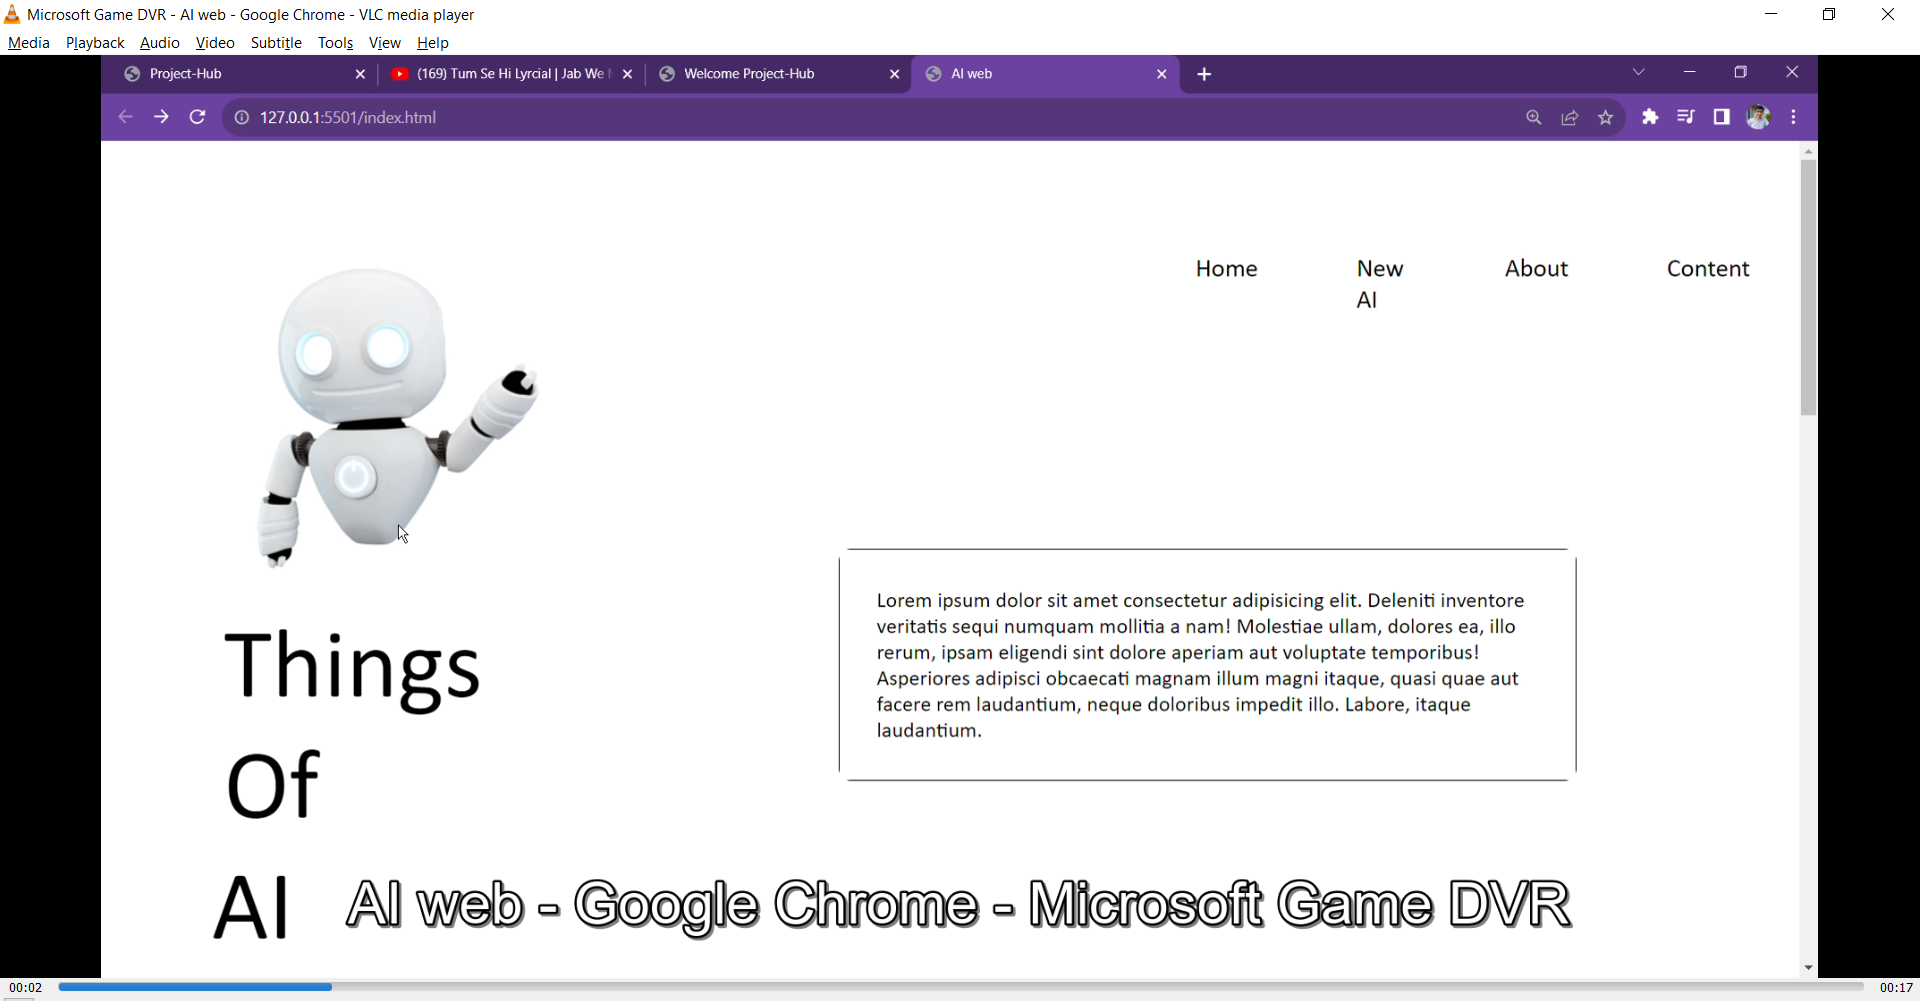 Microsoft Game DVR - AI web - Google Chrome - VLC media player
Media Playback Audio Video Subtitle Tools View Help
Project-Hub
(169) Tum Se Hi Lyrcial | Jab We
Welcome Project-Hub
AI web
127.0.0.1:5501/index.html
Home
New
AI
About
Content
Lorem ipsum dolor sit amet consectetur adipisicing elit. Deleniti inventore
veritatis sequi numquam mollitia a nam! Molestiae ullam, dolores ea, illo
rerum, ipsam eligendi sint dolore aperiam aut voluptate temporibus!
Asperiores adipisci obcaecati magnam illum magni itaque, quasi quae aut
facere rem laudantium, neque doloribus impedit illo. Labore, itaque
laudantium.
Things
Of
AI
AI web - Google Chrome - Microsoft Game DVR
00:02
00:17